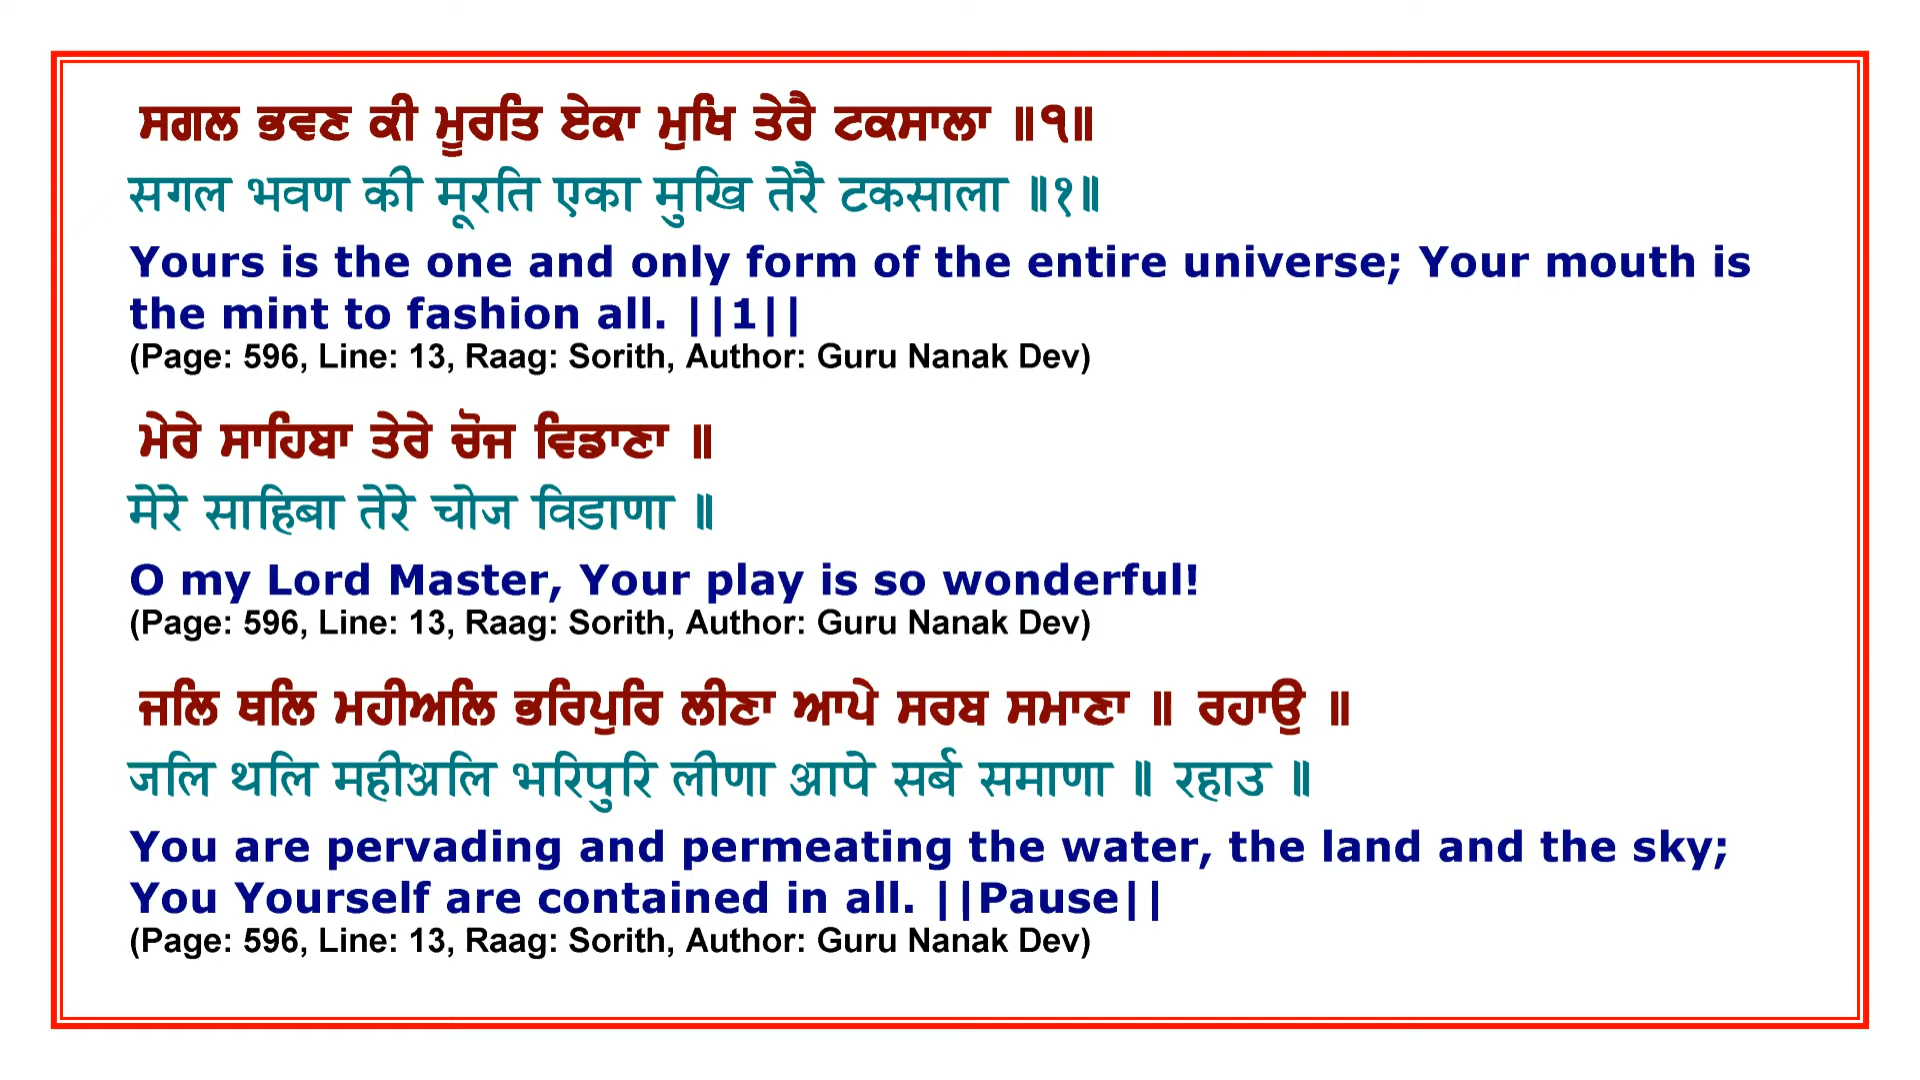 ਸਗਲ ਭਵਣ ਕੀ ਮੂਰਤਿ ਏਕਾ ਮੁਖਿ ਤੇਰੈ ਟਕਸਾਲਾ ॥੧॥
सगल भवण की मूरति एका मुखि तेरै टकसाला ॥१॥
Yours is the one and only form of the entire universe; Your mouth is
the mint to fashion all. ||1||
(Page: 596, Line: 13, Raag: Sorith, Author: Guru Nanak Dev)
ਮੇਰੇ ਸਾਹਿਬਾ ਤੇਰੇ ਚੋਜ ਵਿਡਾਣਾ ॥
मेरे साहिबा तेरे चोज विडाणा ॥
O my Lord Master, Your play is so wonderful!
(Page: 596, Line: 13, Raag: Sorith, Author: Guru Nanak Dev)
ਜਲਿ ਥਲਿ ਮਹੀਅਲਿ ਭਰਿਪੁਰਿ ਲੀਣਾ ਆਪੇ ਸਰਬ ਸਮਾਣਾ ॥ ਰਹਾਉ ॥
जलि थलि महीअलि भरिपुरि लीणा आपे सर्ब समाणा ॥ रहाउ ॥
You are pervading and permeating the water, the land and the sky;
You Yourself are contained in all. ||Pause||
(Page: 596, Line: 13, Raag: Sorith, Author: Guru Nanak Dev)